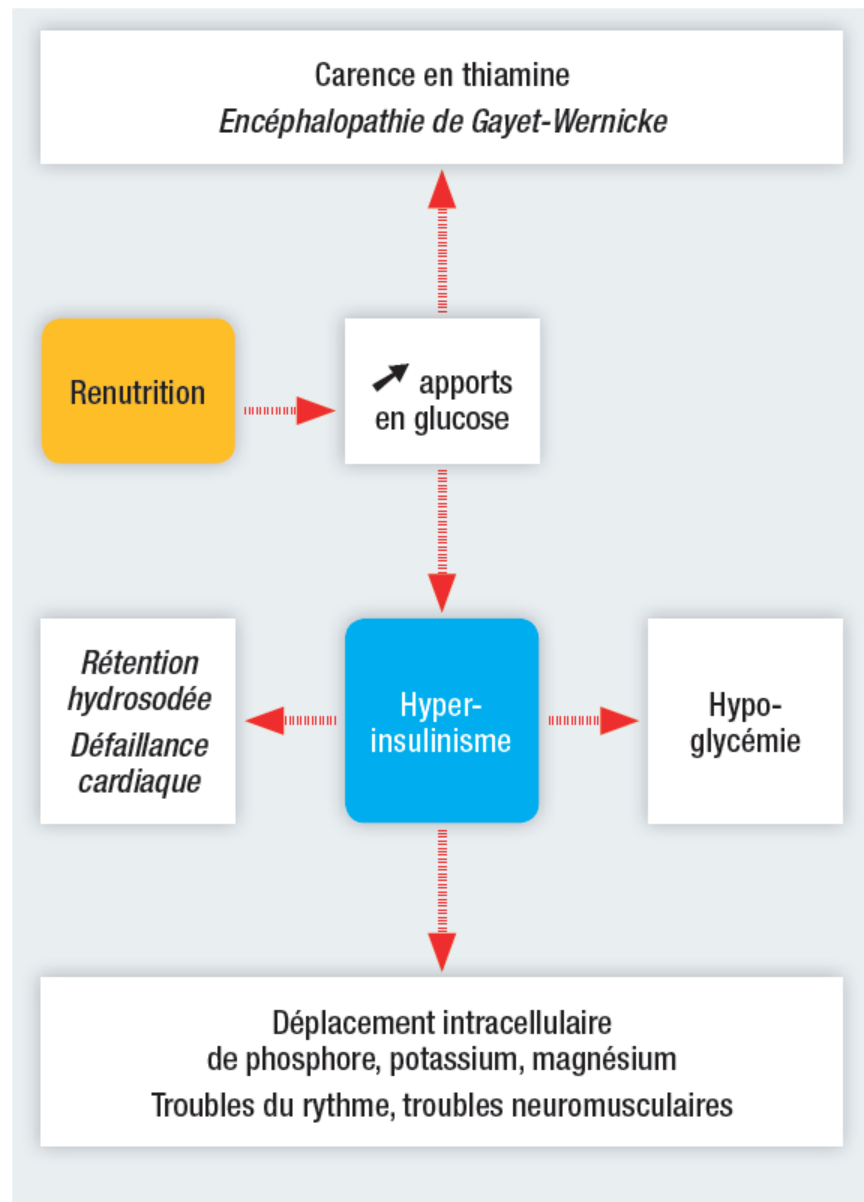 Carence en thiamine
Encéphalopathie de Gayet-Wernicke
Renutrition
apports
en glucose
Rétention
hydrosodée
Défaillance
cardiaque
Hyper-
insulinisme
Hypo-
glycémie
Déplacement intracellulaire
de phosphore, potassium, magnésium
Troubles du rythme, troubles neuromusculaires